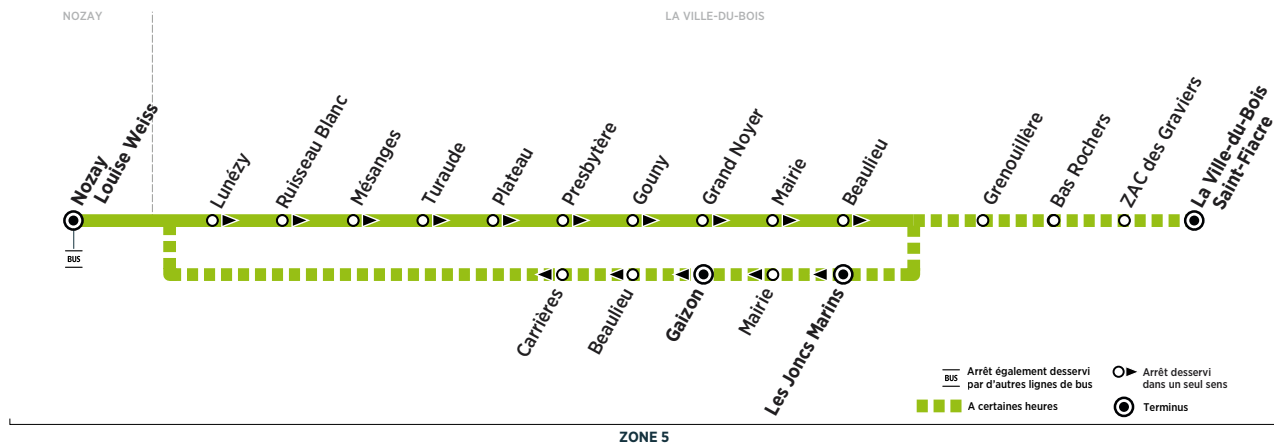 NOZAY
LA VILLE-DU-BOIS
Nozay
Louise Weiss
Lunézy
Ruisseau Blanc
Mésanges
Turaude
Plateau
Presbytère
Gouny
Grand Noyer
Mairie
Beaulieu
Grenouillère
Bas Rochers
ZAC des Graviers
La Ville-du-Bois
Saint-Fiacre
BUS
Carrières
Beaulieu
Gaizon
Mairie
Les Joncs Marins
BUS
Arrêt également desservi
par d'autres lignes de bus
Arrêt desservi
dans un seul sens
A certaines heures
Terminus
ZONE 5